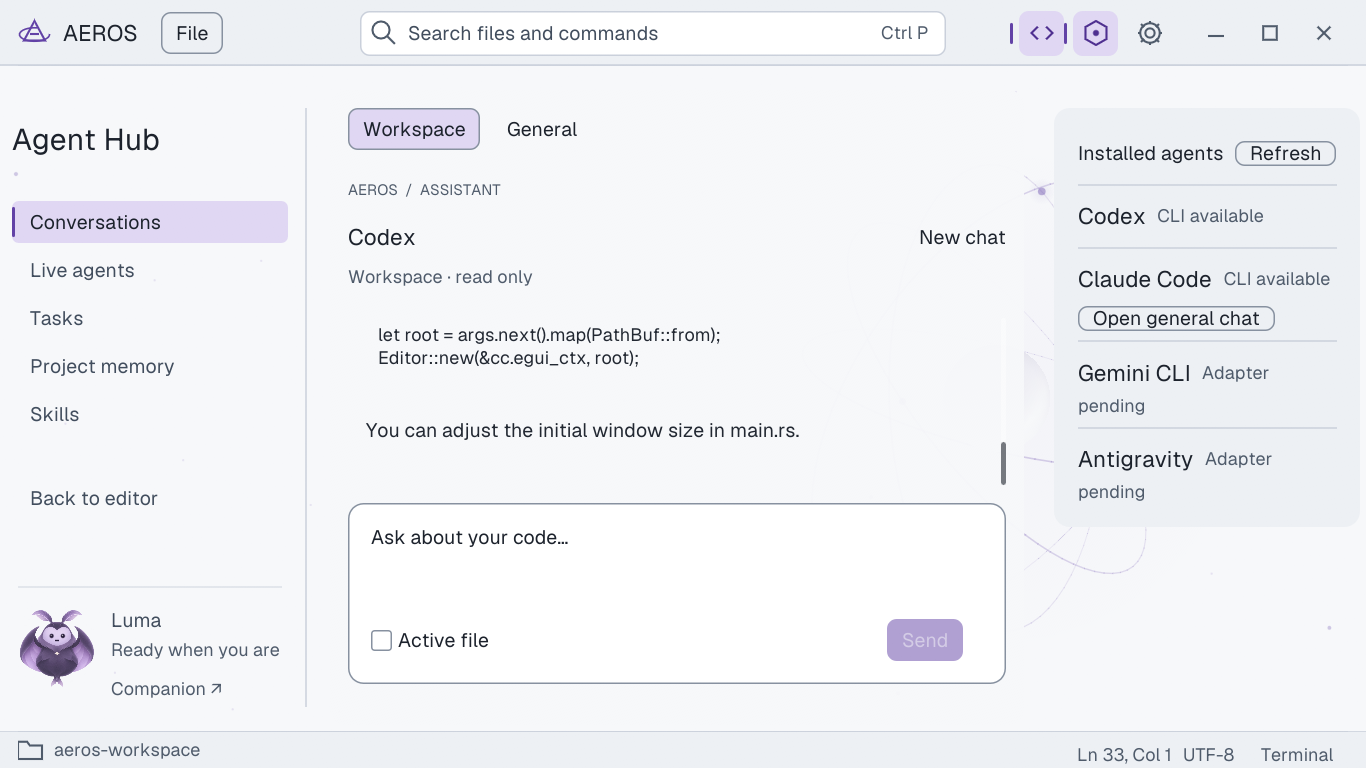 AEROS
File
Search files and commands
Ctrl P
Agent Hub
Conversations
Live agents
Tasks
Project memory
Skills
Back to editor
Luma
Ready when you are
Companion ↗
Workspace
General
AEROS / ASSISTANT
Codex
New chat
Workspace · read only
let root = args.next().map(PathBuf::from);
Editor::new(&cc.egui_ctx, root);
You can adjust the initial window size in main.rs.
Ask about your code…
Active file
Send
Installed agents
Refresh
Codex CLI available
Claude Code CLI available
Open general chat
Gemini CLI Adapter
pending
Antigravity Adapter
pending
aeros-workspace
Ln 33, Col 1 UTF-8 Terminal